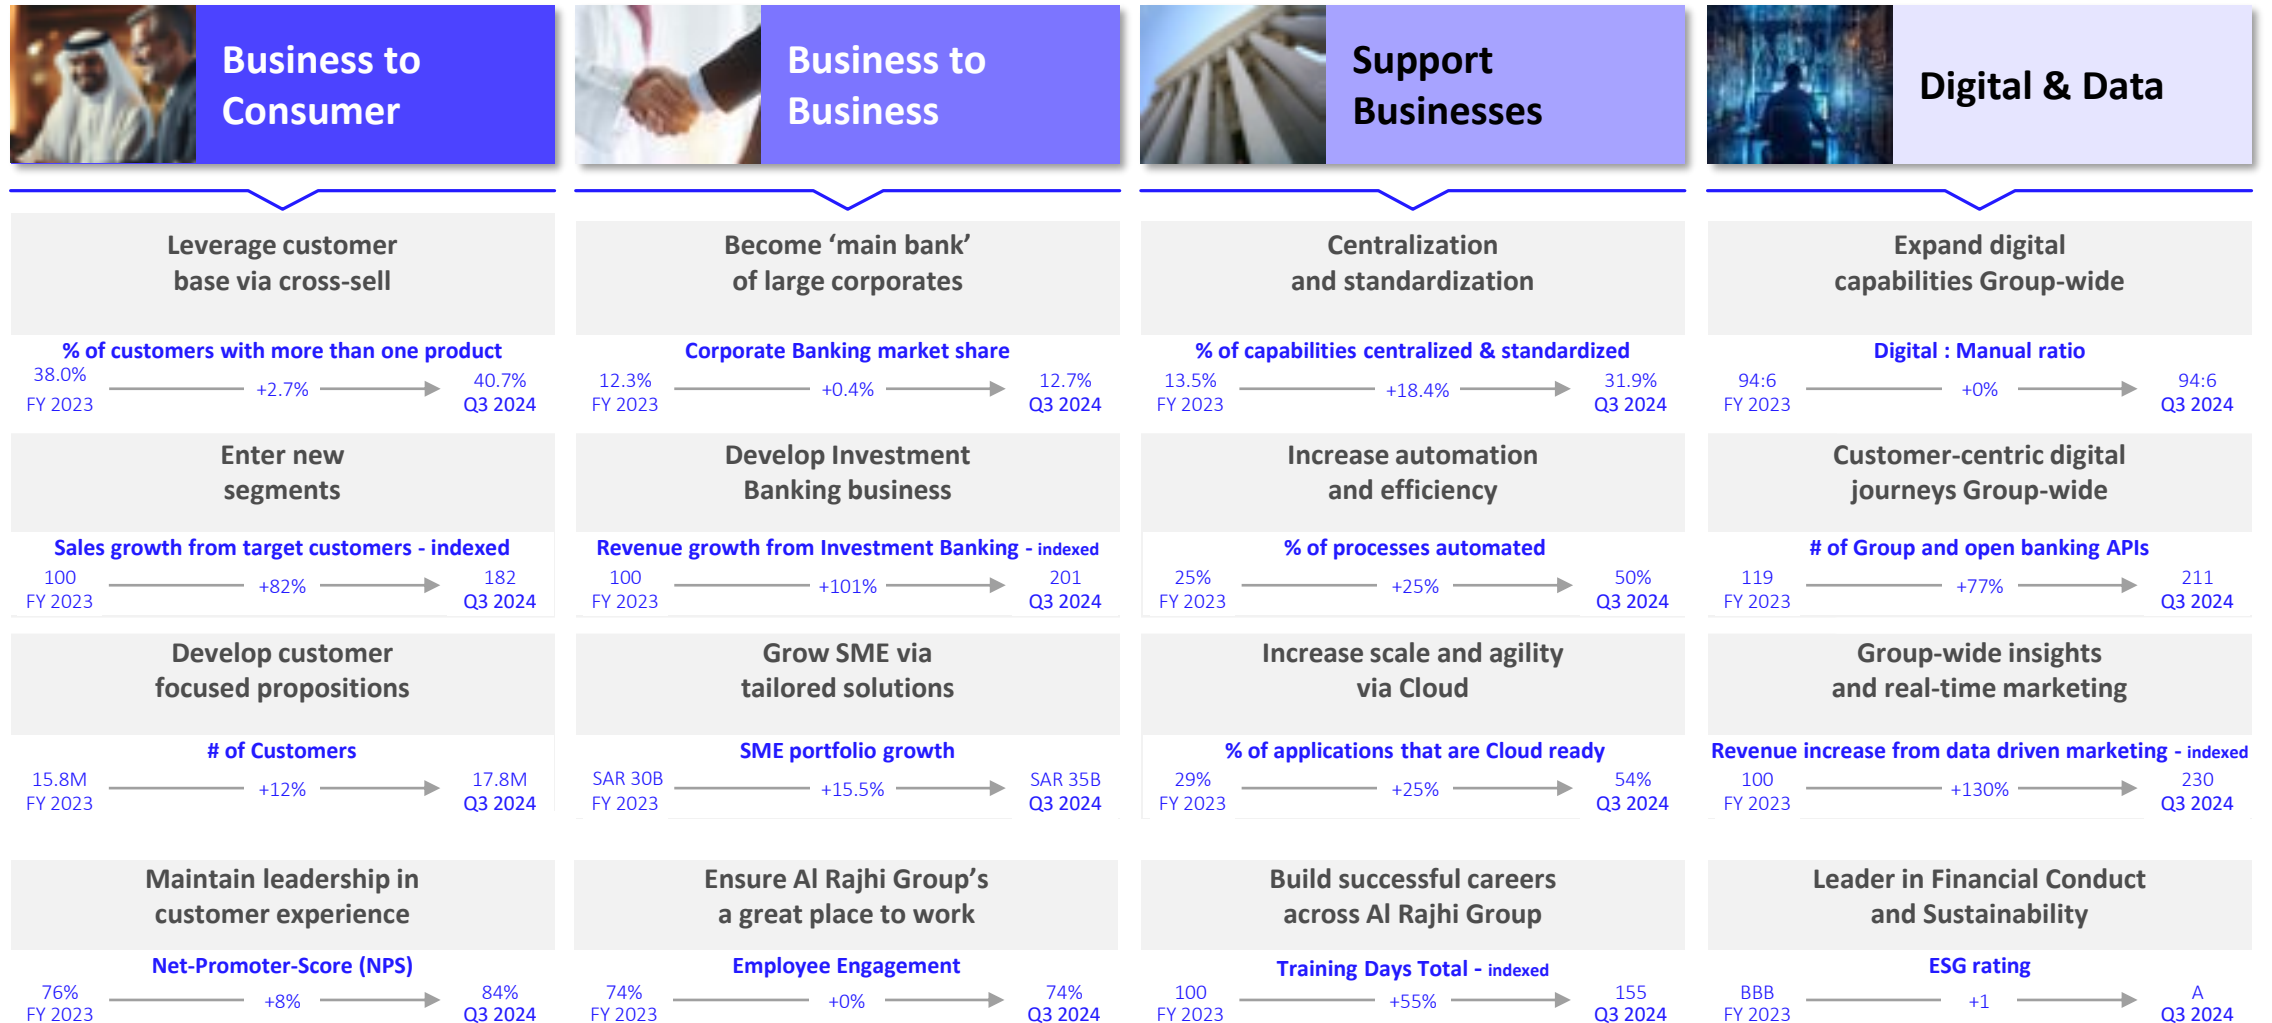 Business to
Consumer
Business to
Business
Support
Businesses
Digital & Data
Leverage customer
base via cross-sell
% of customers with more than one product
38.0%
FY 2023
+2.7%
40.7%
Q3 2024
Become ‘main bank’
of large corporates
Corporate Banking market share
12.3%
FY 2023
+0.4%
12.7%
Q3 2024
Centralization
and standardization
% of capabilities centralized & standardized
13.5%
FY 2023
+18.4%
31.9%
Q3 2024
Expand digital
capabilities Group-wide
Digital : Manual ratio
94:6
FY 2023
+0%
94:6
Q3 2024
Enter new
segments
Sales growth from target customers - indexed
100
FY 2023
+82%
182
Q3 2024
Develop Investment
Banking business
Revenue growth from Investment Banking - indexed
100
FY 2023
+101%
201
Q3 2024
Increase automation
and efficiency
% of processes automated
25%
FY 2023
+25%
50%
Q3 2024
Customer-centric digital
journeys Group-wide
# of Group and open banking APIs
119
FY 2023
+77%
211
Q3 2024
Develop customer
focused propositions
# of Customers
15.8M
FY 2023
+12%
17.8M
Q3 2024
Grow SME via
tailored solutions
SME portfolio growth
SAR 30B
FY 2023
+15.5%
SAR 35B
Q3 2024
Increase scale and agility
via Cloud
% of applications that are Cloud ready
29%
FY 2023
+25%
54%
Q3 2024
Group-wide insights
and real-time marketing
Revenue increase from data driven marketing - indexed
100
FY 2023
+130%
230
Q3 2024
Maintain leadership in
customer experience
Net-Promoter-Score (NPS)
76%
FY 2023
+8%
84%
Q3 2024
Ensure Al Rajhi Group’s
a great place to work
Employee Engagement
74%
FY 2023
+0%
74%
Q3 2024
Build successful careers
across Al Rajhi Group
Training Days Total - indexed
100
FY 2023
+55%
155
Q3 2024
Leader in Financial Conduct
and Sustainability
ESG rating
BBB
FY 2023
+1
A
Q3 2024